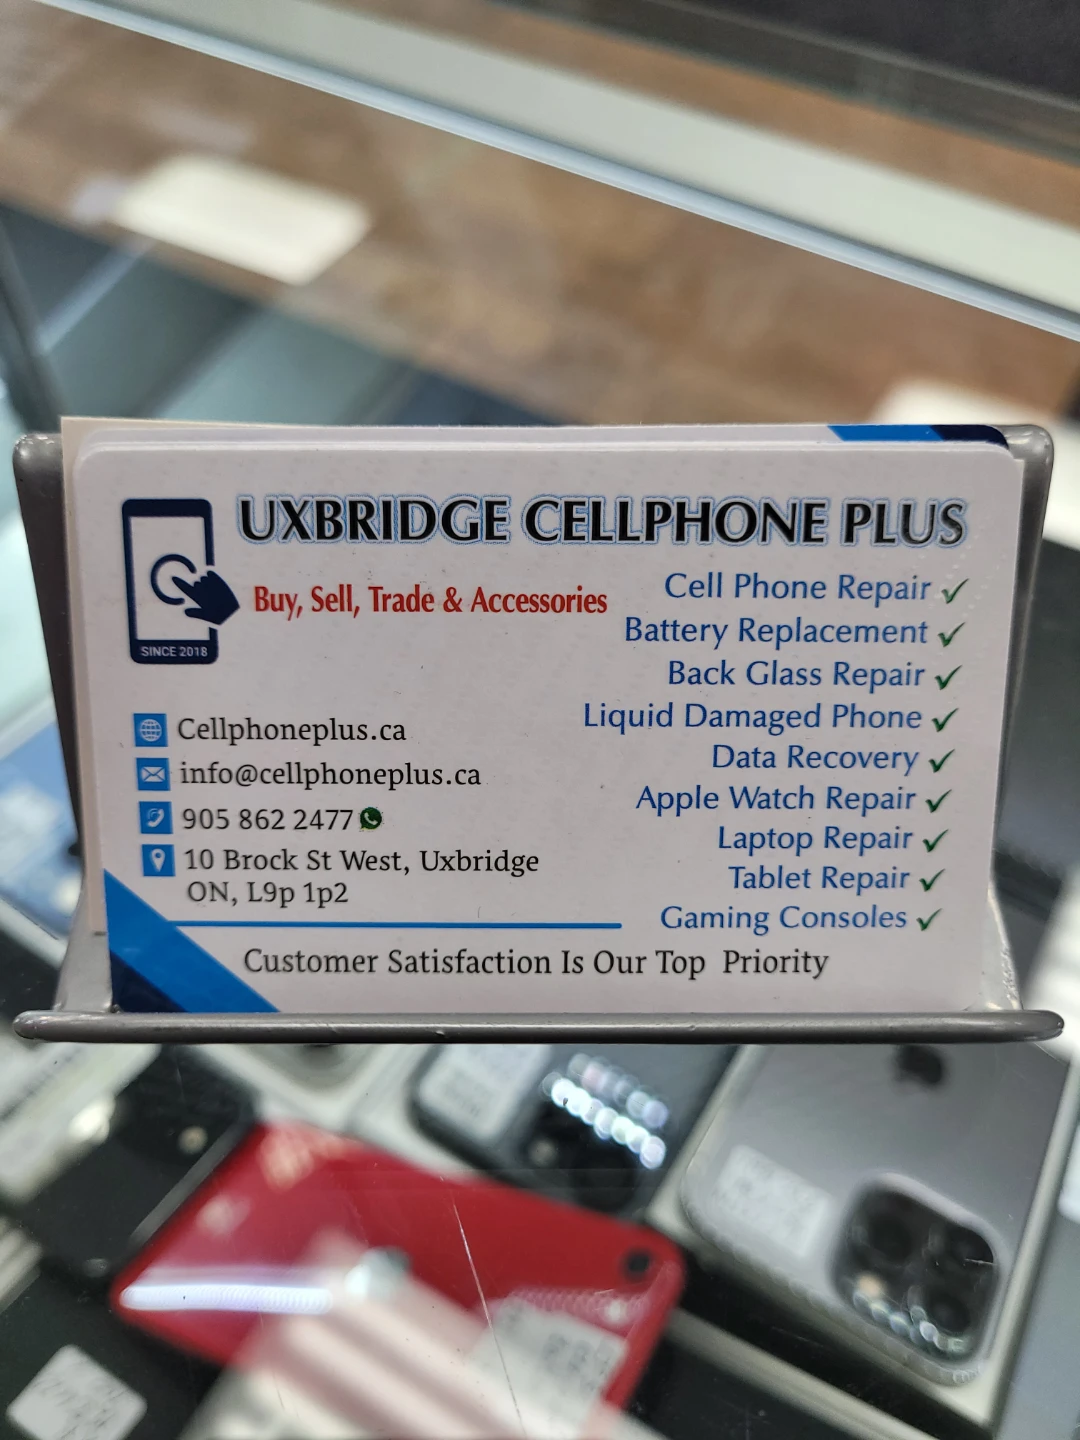 UXBRIDGE CELLPHONE PLUS
SINCE 2018
Buy, Sell, Trade & Accessories
Cellphoneplus.ca
info@cellphoneplus.ca
905 862 2477
10 Brock St West, Uxbridge
ON, L9p 1p2
Cell Phone Repair ✓
Battery Replacement ✓
Back Glass Repair ✓
Liquid Damaged Phone ✓
Data Recovery ✓
Apple Watch Repair ✓
Laptop Repair ✓
Tablet Repair ✓
Gaming Consoles ✓
Customer Satisfaction Is Our Top Priority